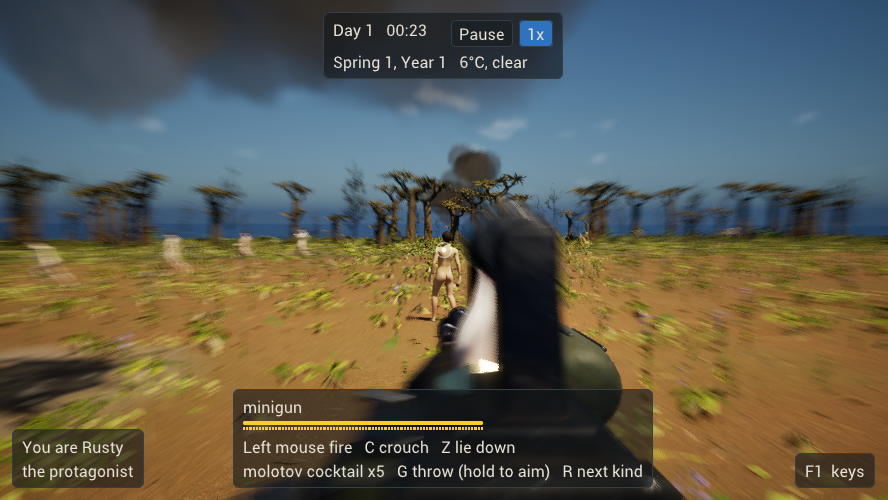 Day 1 00:23 Pause 1x
Spring 1, Year 1 6°C, clear
minigun
Left mouse fire C crouch Z lie down
molotov cocktail x5 G throw (hold to aim) R next kind
You are Rusty
the protagonist
F1 keys